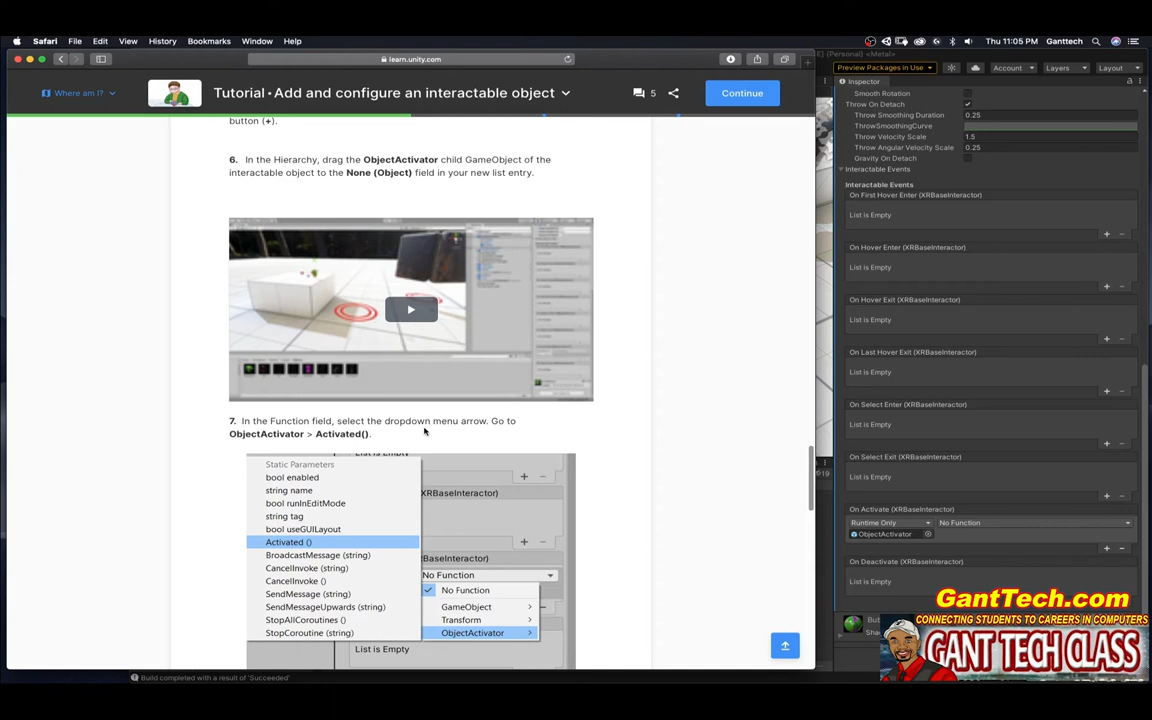 Safari File Edit View History Bookmarks Window Help
Thu 11:05 PM Ganttech
learn.unity.com
(Personal) <Metal>
Preview Packages in Use Account Layers Layout
Where am I?
Tutorial • Add and configure an interactable object
5
Continue
button (+).
6. In the Hierarchy, drag the ObjectActivator child GameObject of the
interactable object to the None (Object) field in your new list entry.
7. In the Function field, select the dropdown menu arrow. Go to
ObjectActivator > Activated().
Static Parameters
bool enabled
string name
bool runInEditMode
string tag
bool useGUILayout
Activated ()
BroadcastMessage (string)
CancelInvoke (string)
CancelInvoke ()
SendMessage (string)
SendMessageUpwards (string)
StopAllCoroutines ()
StopCoroutine (string)
List is Empty
XRBaseInteractor)
BaseInteractor)
No Function
No Function
GameObject
Transform
ObjectActivator
List is Empty
Inspector
Smooth Rotation
Throw On Detach
Throw Smoothing Duration 0.25
ThrowSmoothingCurve
Throw Velocity Scale 1.5
Throw Angular Velocity Scale 0.25
Gravity On Detach
Interactable Events
Interactable Events
On First Hover Enter (XRBaseInteractor)
List is Empty
On Hover Enter (XRBaseInteractor)
List is Empty
On Hover Exit (XRBaseInteractor)
List is Empty
On Last Hover Exit (XRBaseInteractor)
List is Empty
On Select Enter (XRBaseInteractor)
List is Empty
On Select Exit (XRBaseInteractor)
List is Empty
On Activate (XRBaseInteractor)
Runtime Only No Function
ObjectActivator
On Deactivate (XRBaseInteractor)
List is Empty
Build completed with a result of 'Succeeded'
GantTech.com
BRINGING STUDENTS TO CAREERS IN COMPUTERS
GANT TECH CLASS